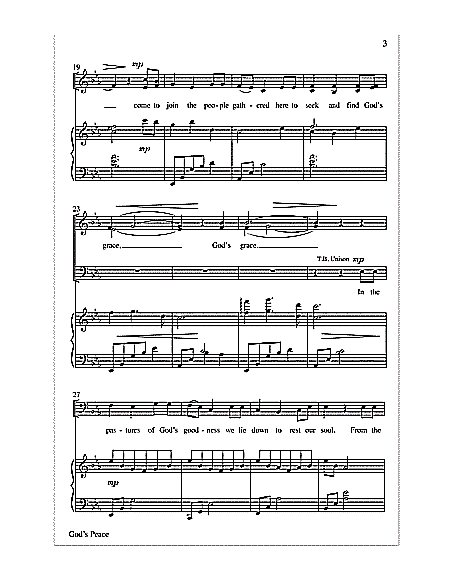 3
19
mp
come to join the peo-ple gath-ered here to seek and find God's
mp
23
grace, God's grace.
T.B. Unison mp
In the
27
pas-tures of God's good-ness we lie down to rest our soul. From the
mp
God's Peace